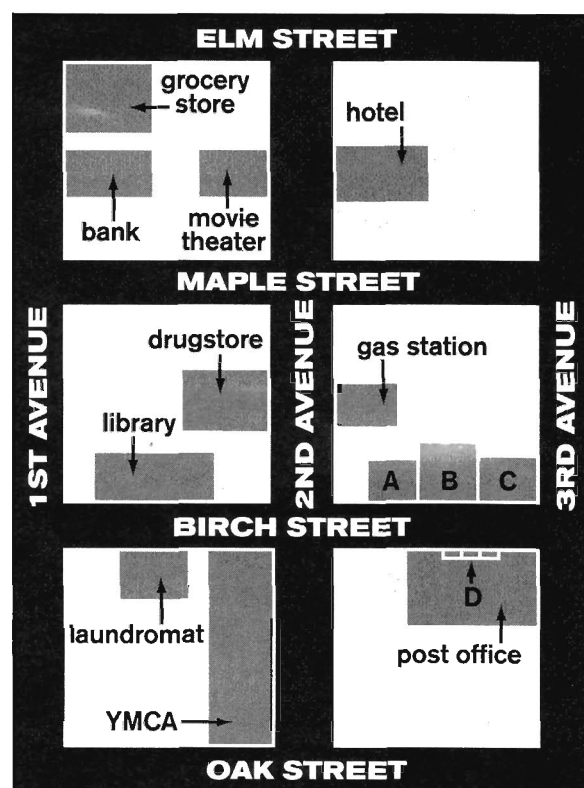 ELM STREET
grocery
store
hotel
bank
movie
theater
MAPLE STREET
1ST AVENUE
2ND AVENUE
3RD AVENUE
drugstore
gas station
library
A
B
C
BIRCH STREET
laundromat
D
post office
YMCA
OAK STREET